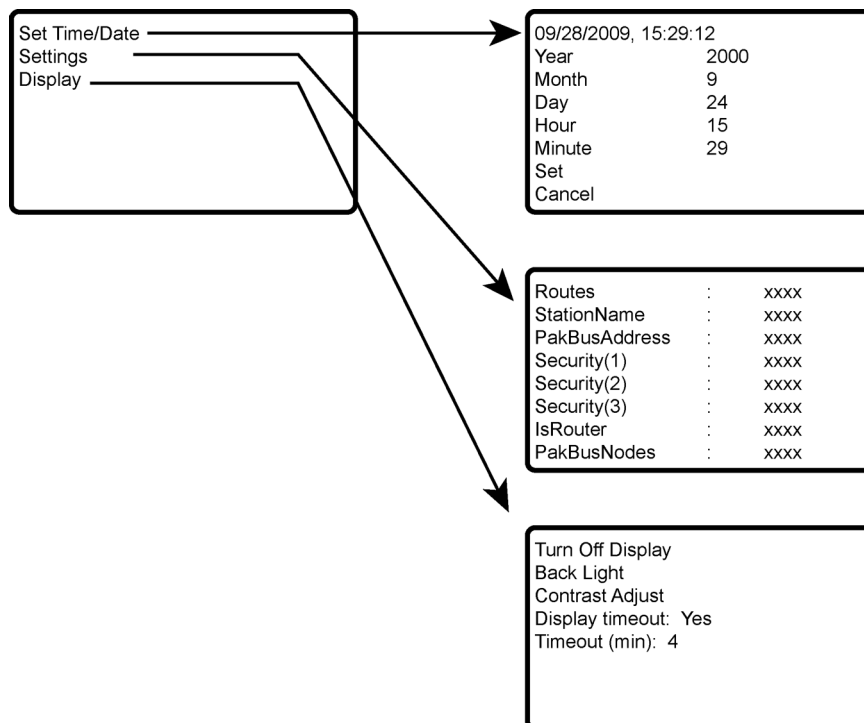 Set Time/Date
Settings
Display
09/28/2009, 15:29:12
Year 2000
Month 9
Day 24
Hour 15
Minute 29
Set
Cancel
Routes : xxxx
StationName : xxxx
PakBusAddress : xxxx
Security(1) : xxxx
Security(2) : xxxx
Security(3) : xxxx
IsRouter : xxxx
PakBusNodes : xxxx
Turn Off Display
Back Light
Contrast Adjust
Display timeout: Yes
Timeout (min): 4